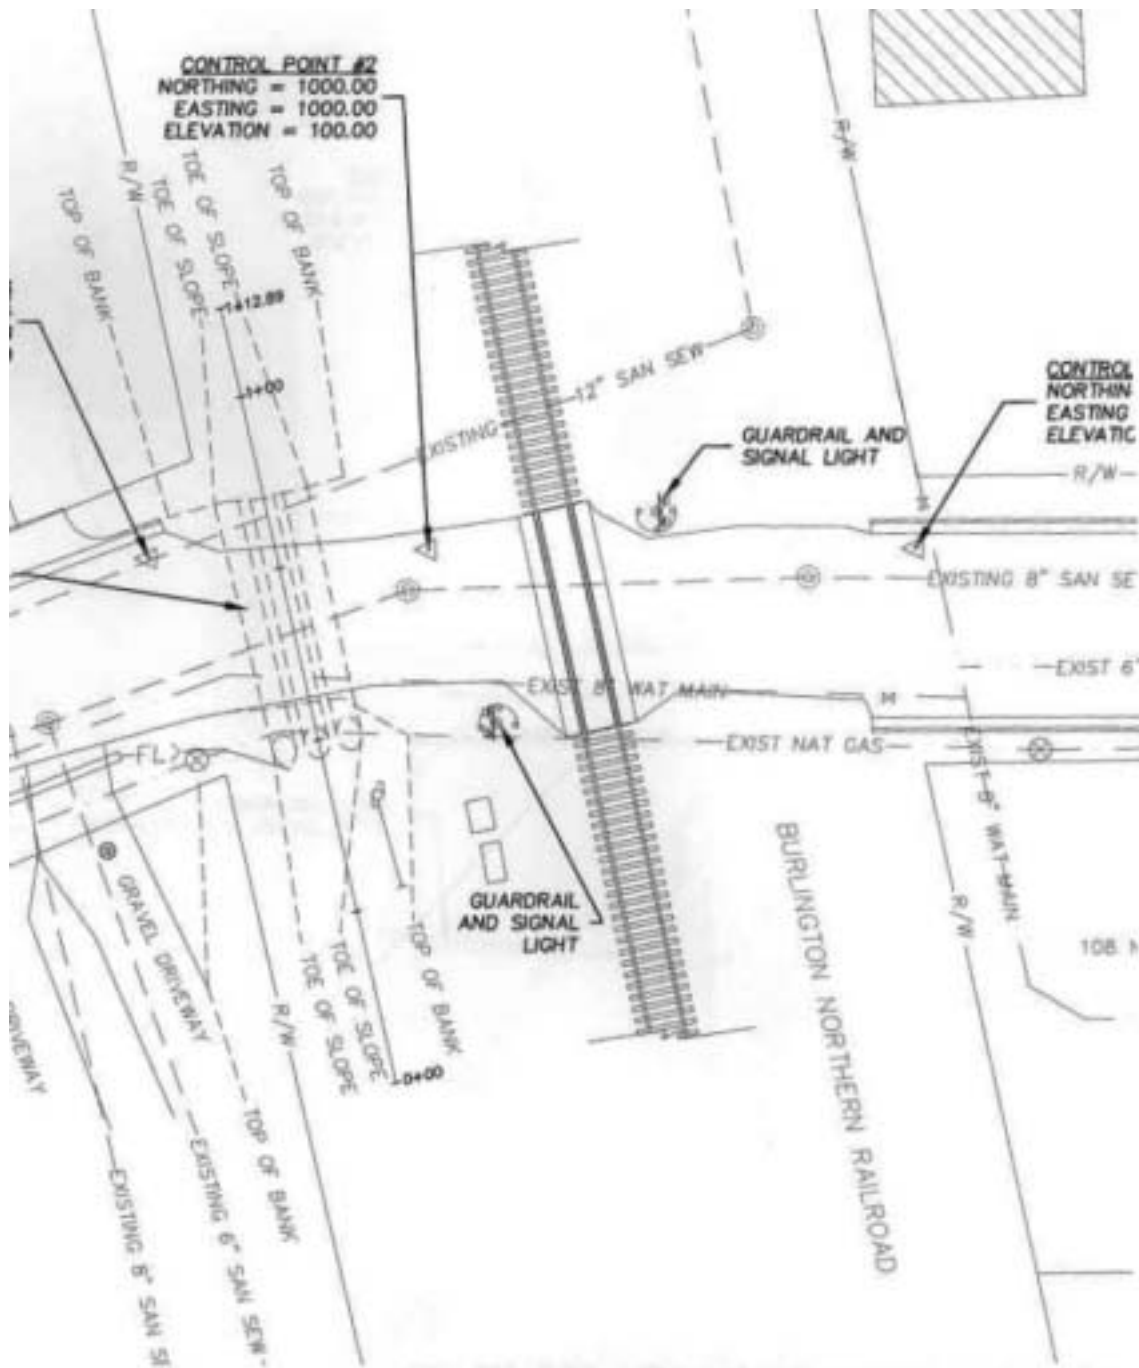 CONTROL POINT #2
NORTHING = 1000.00
EASTING = 1000.00
ELEVATION = 100.00
R/W
TOE OF SLOPE
TOE OF SLOPE
TOP OF BANK
TOP OF BANK
R/W
1+12.89
1+00
EXISTING
12" SAN SEW
GUARDRAIL AND
SIGNAL LIGHT
CONTROL
NORTHIN
EASTING
ELEVATIO
R/W
EXISTING 8" SAN SE
EXIST 6"
EXIST 8" WAT MAIN
EXIST NAT GAS
EXIST 8" WAT MAIN
FL
GUARDRAIL
AND SIGNAL
LIGHT
GRAVEL DRIVEWAY
R/W
TOE OF SLOPE
TOE OF SLOPE
TOP OF BANK
0+00
BURLINGTON NORTHERN RAILROAD
R/W
108 N
RIVEWAY
TOP OF BANK
EXISTING 6" SAN SEW
EXISTING 8" SAN SE